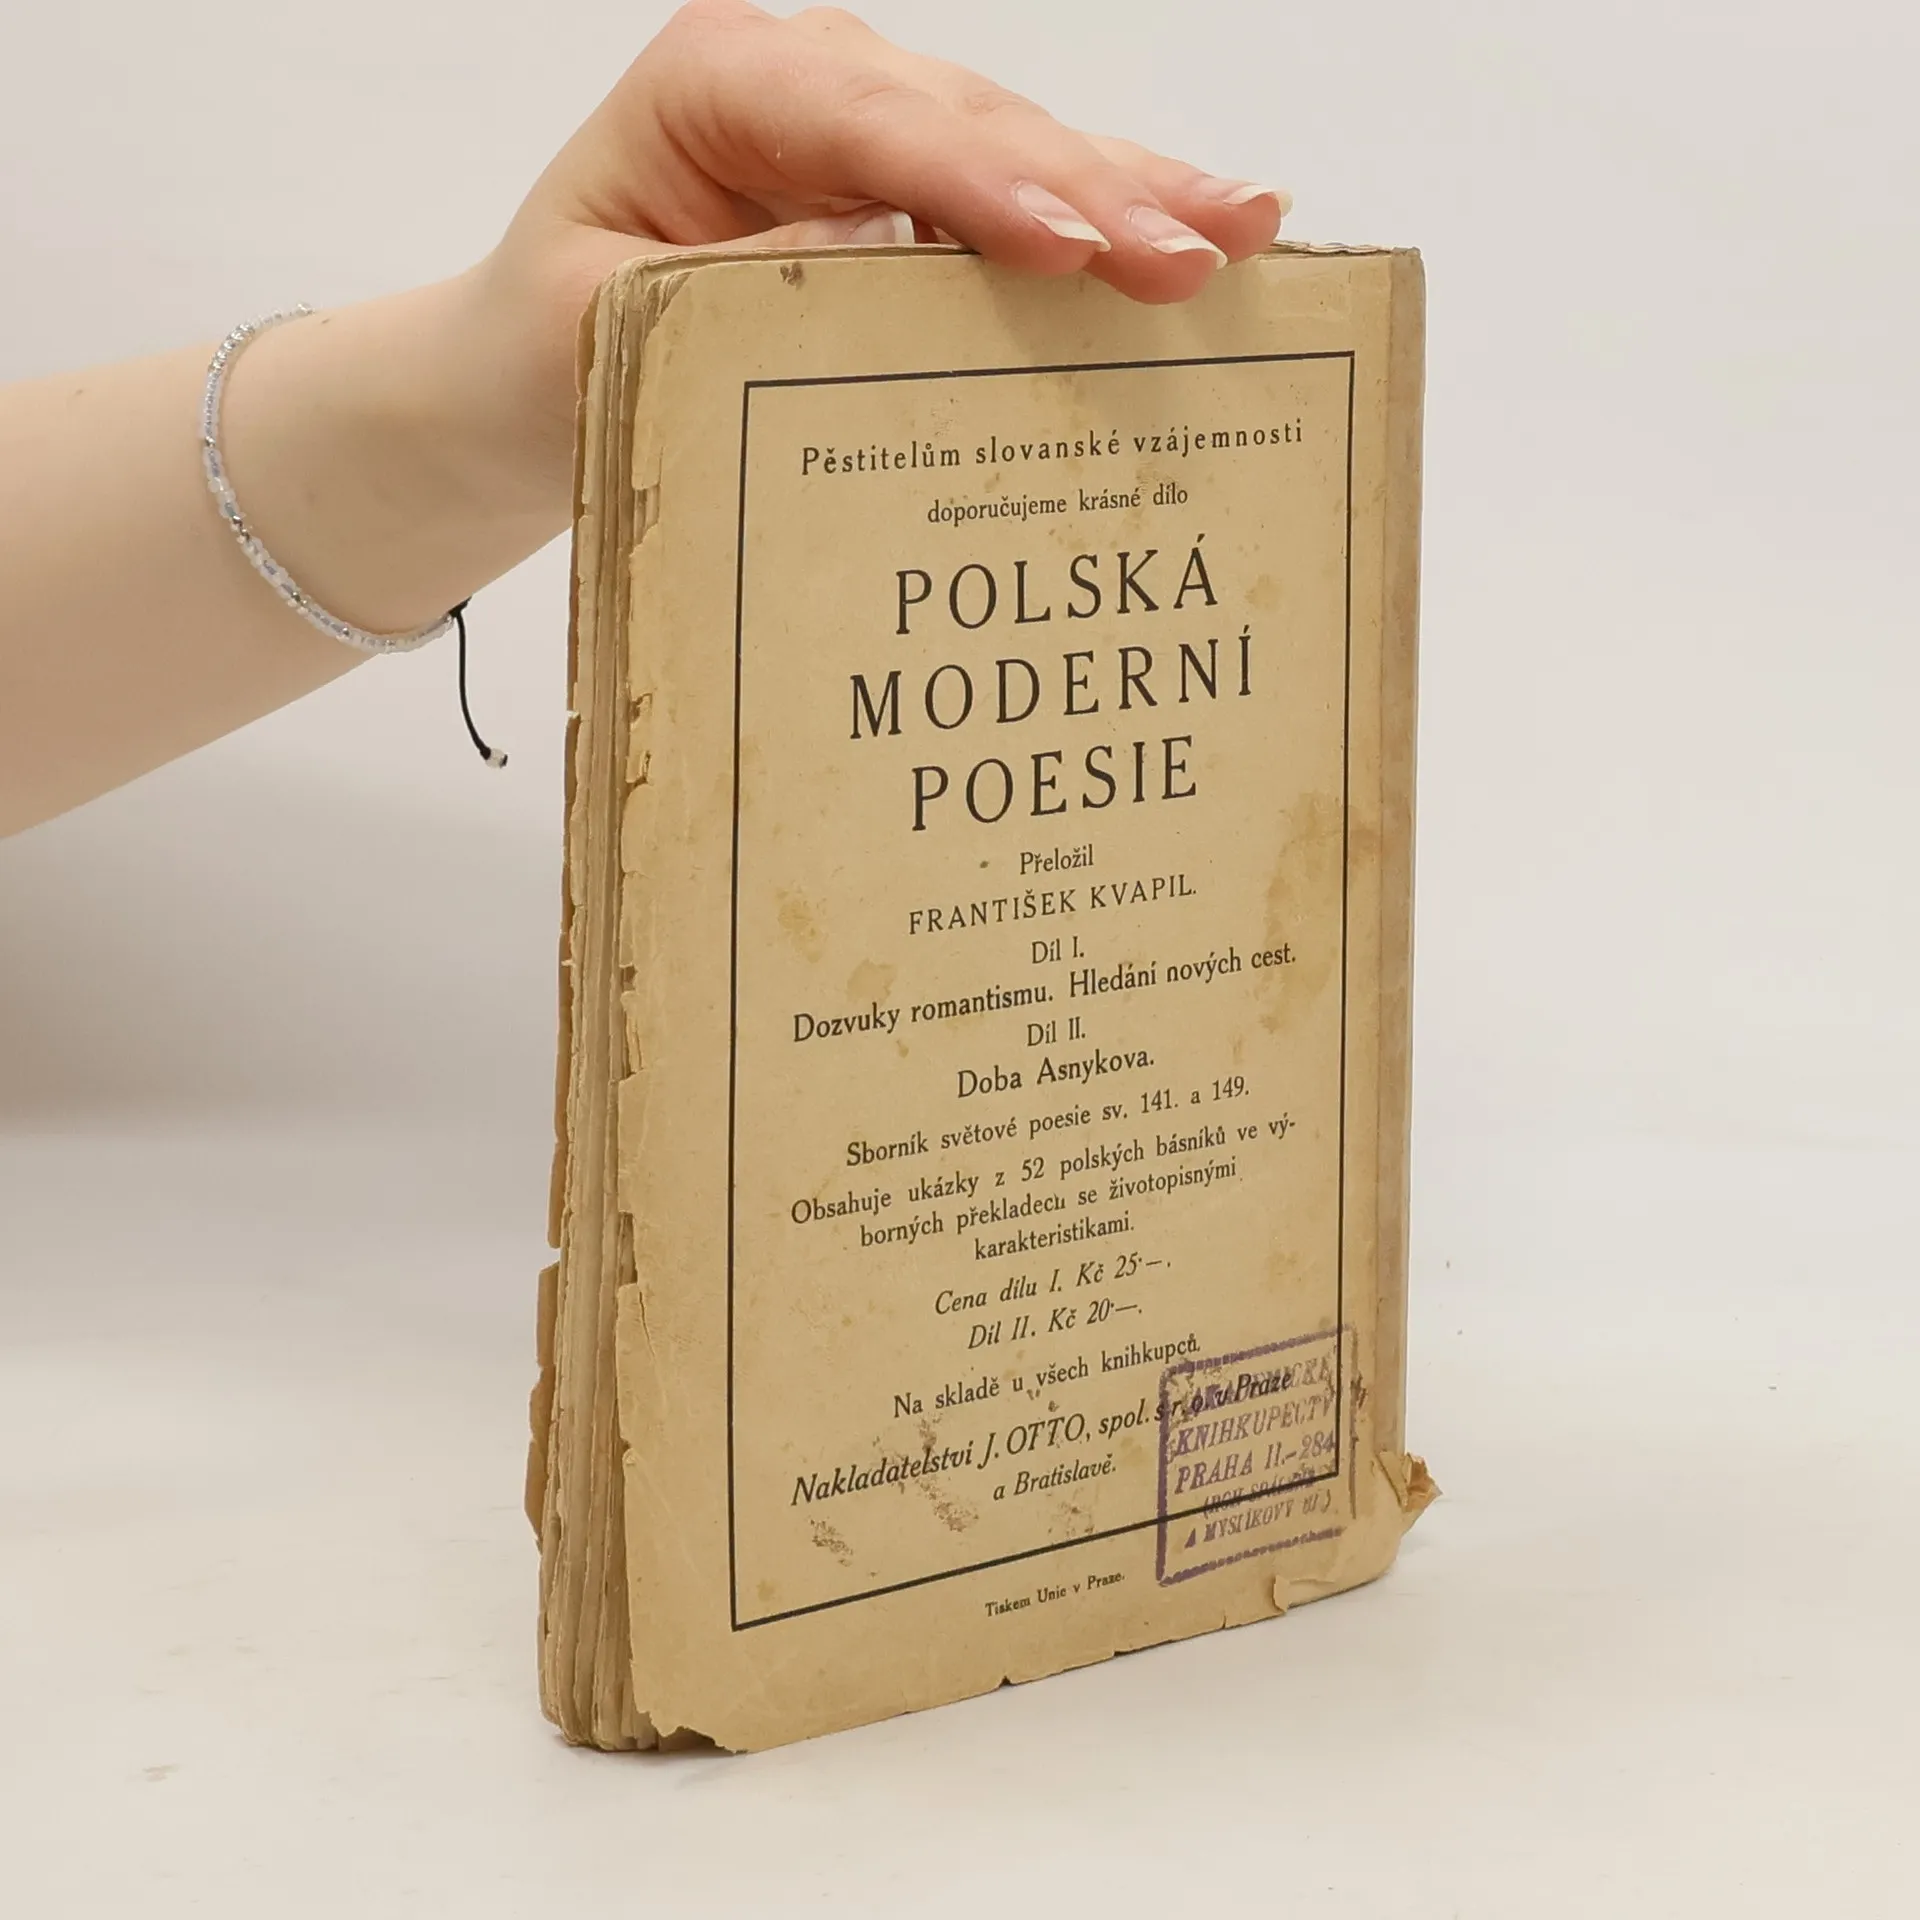 Pěstitelům slovanské vzájemnosti
doporučujeme krásné dílo
POLSKÁ
MODERNÍ
POESIE
Přeložil
FRANTIŠEK KVAPIL.
Díl I.
Dozvuky romantismu. Hledání nových cest.
Díl II.
Doba Asnykova.
Sborník světové poesie sv. 141. a 149.
Obsahuje ukázky z 52 polských básníků ve vý-
borných překladech se životopisnými
karakteristikami.
Cena dílu I. Kč 25·—.
Díl II. Kč 20·—.
Na skladě u všech knihkupců.
Nakladatelství J. OTTO, spol. s r. o. v Praze
a Bratislavě.
KNIHKUPECTV
PRAHA II.-284
Tiskem Unie v Praze.